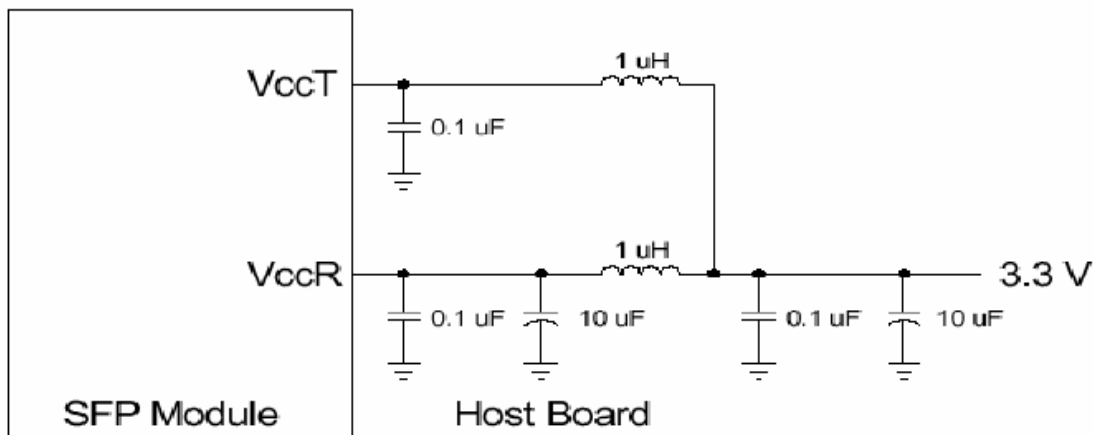 1 uH
VccT
0.1 uF
1 uH
VccR
3.3 V
0.1 uF
10 uF
0.1 uF
10 uF
SFP Module
Host Board